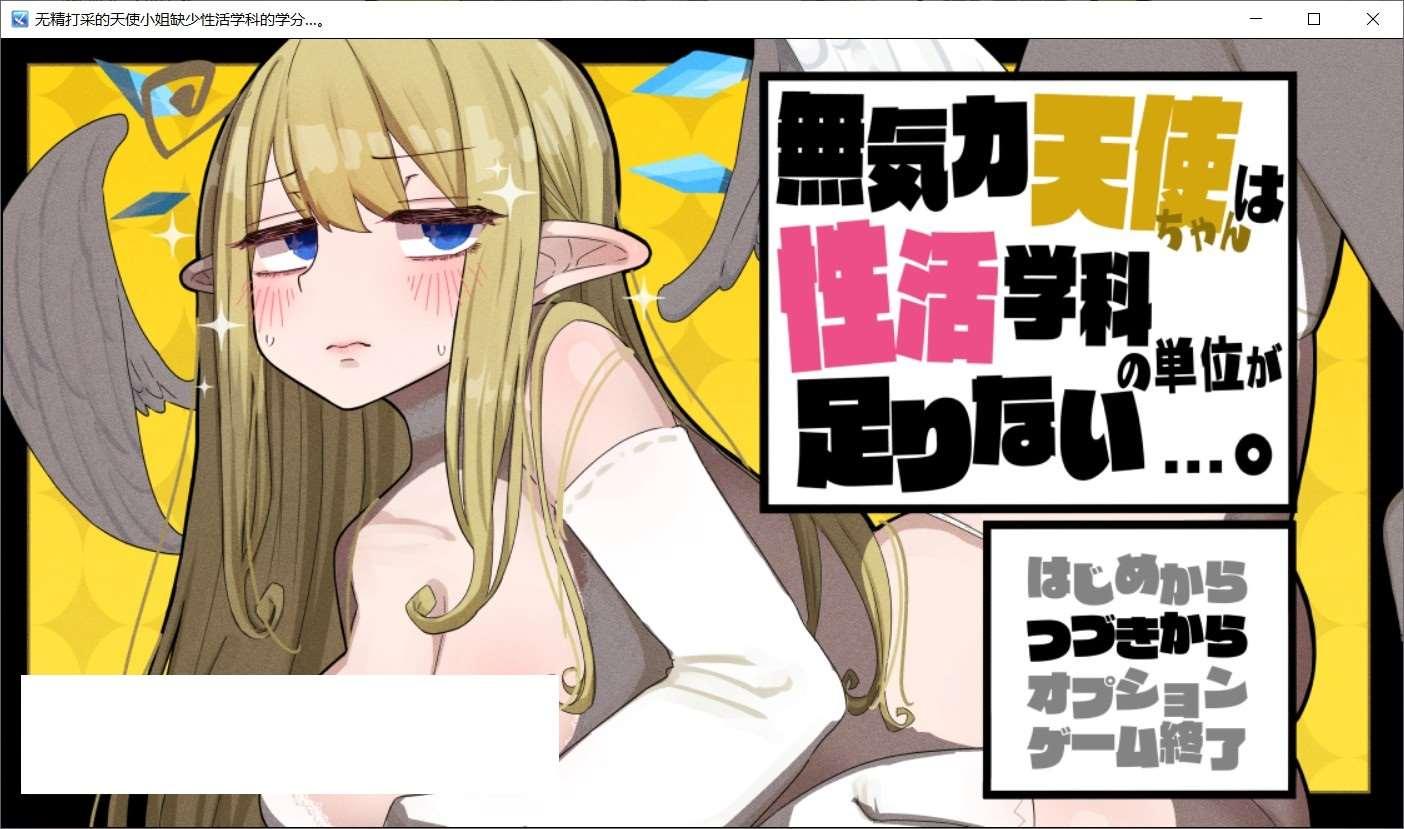 无精打采的天使小姐缺少性活学科的学分...。
無気力天使ちゃんは
性活学科の単位が
足りない…。
はじめから
つづきから
オプション
ゲーム終了